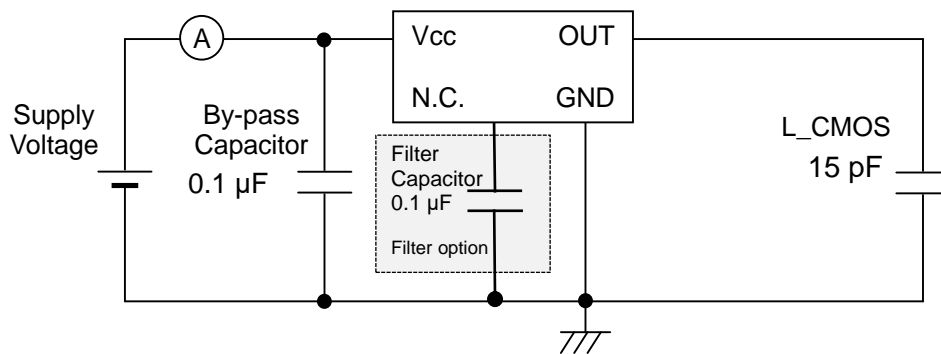 A
Vcc
OUT
N.C.
GND
Supply
Voltage
By-pass
Capacitor
0.1 µF
Filter
Capacitor
0.1 µF
Filter option
L_CMOS
15 pF